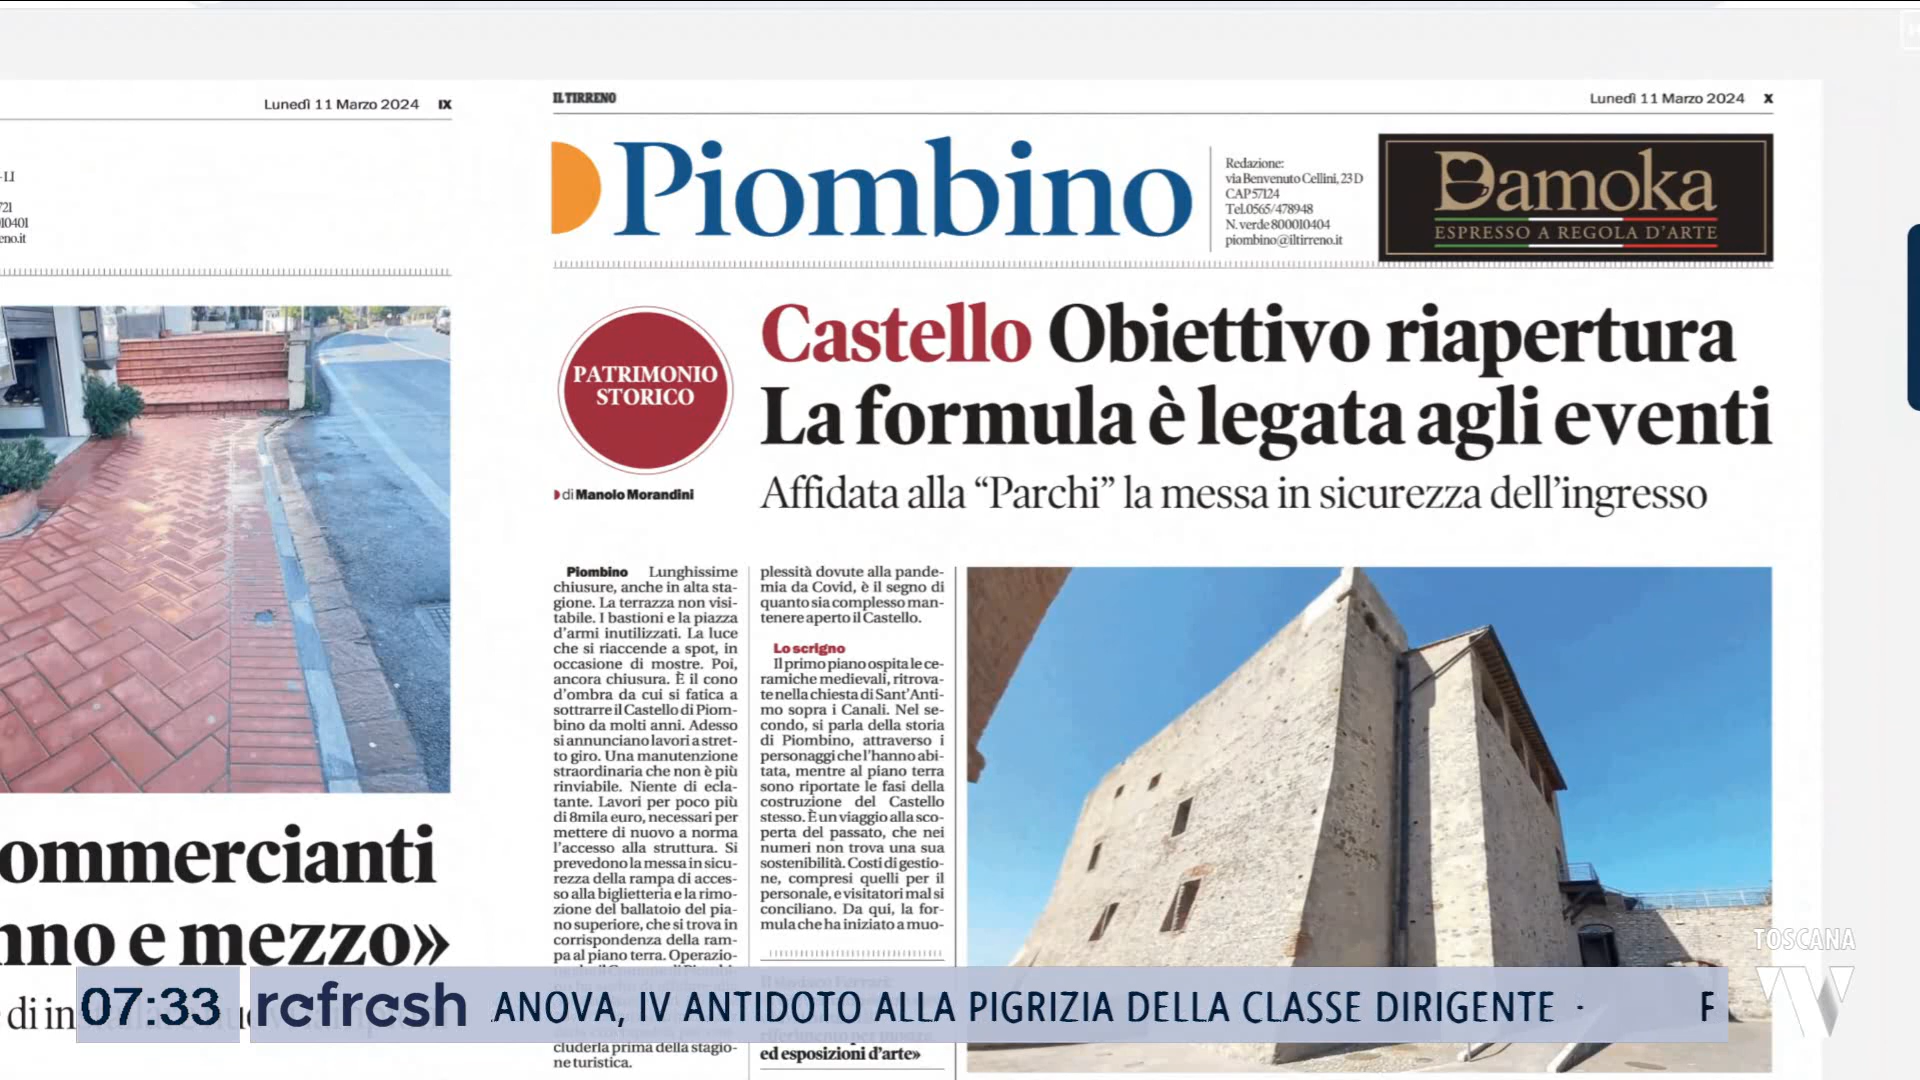 Lunedì 11 Marzo 2024 IX
-LI
721
10401
eno.it
ommercianti
nno e mezzo»
di in
IL TIRRENO
Lunedì 11 Marzo 2024 X
Piombino
Redazione:
via Benvenuto Cellini, 23 D
CAP 57124
Tel.0565/478948
N. verde 800010404
piombino@iltirreno.it
Damoka
ESPRESSO A REGOLA D'ARTE
PATRIMONIO
STORICO
Castello Obiettivo riapertura
La formula è legata agli eventi
Affidata alla “Parchi” la messa in sicurezza dell’ingresso
di Manolo Morandini
Piombino Lunghissime
chiusure, anche in alta sta-
gione. La terrazza non visi-
tabile. I bastioni e la piazza
d’armi inutilizzati. La luce
che si riaccende a spot, in
occasione di mostre. Poi,
ancora chiusura. È il cono
d’ombra da cui si fatica a
sottrarre il Castello di Piom-
bino da molti anni. Adesso
si annunciano lavori a stret-
to giro. Una manutenzione
straordinaria che non è più
rinviabile. Niente di ecla-
tante. Lavori per poco più
di 8mila euro, necessari per
mettere di nuovo a norma
l’accesso alla struttura. Si
prevedono la messa in sicu-
rezza della rampa di acces-
so alla biglietteria e la rimo-
zione del ballatoio del pia-
no superiore, che si trova in
corrispondenza della ram-
pa al piano terra. Operazio-
cluderla prima della stagio-
ne turistica.
plessità dovute alla pande-
mia da Covid, è il segno di
quanto sia complesso man-
tenere aperto il Castello.
Lo scrigno
Il primo piano ospita le ce-
ramiche medievali, ritrova-
te nella chiesta di Sant’Anti-
mo sopra i Canali. Nel se-
condo, si parla della storia
di Piombino, attraverso i
personaggi che l’hanno abi-
tata, mentre al piano terra
sono riportate le fasi della
costruzione del Castello
stesso. È un viaggio alla sco-
perta del passato, che nei
numeri non trova una sua
sostenibilità. Costi di gestio-
ne, compresi quelli per il
personale, e visitatori mal si
conciliano. Da qui, la for-
mula che ha iniziato a muo-
Il sindaco Ferrari:
riferimento per mostre
ed esposizioni d’arte»
TOSCANA
TV
07:33 refresh ANOVA, IV ANTIDOTO ALLA PIGRIZIA DELLA CLASSE DIRIGENTE · F